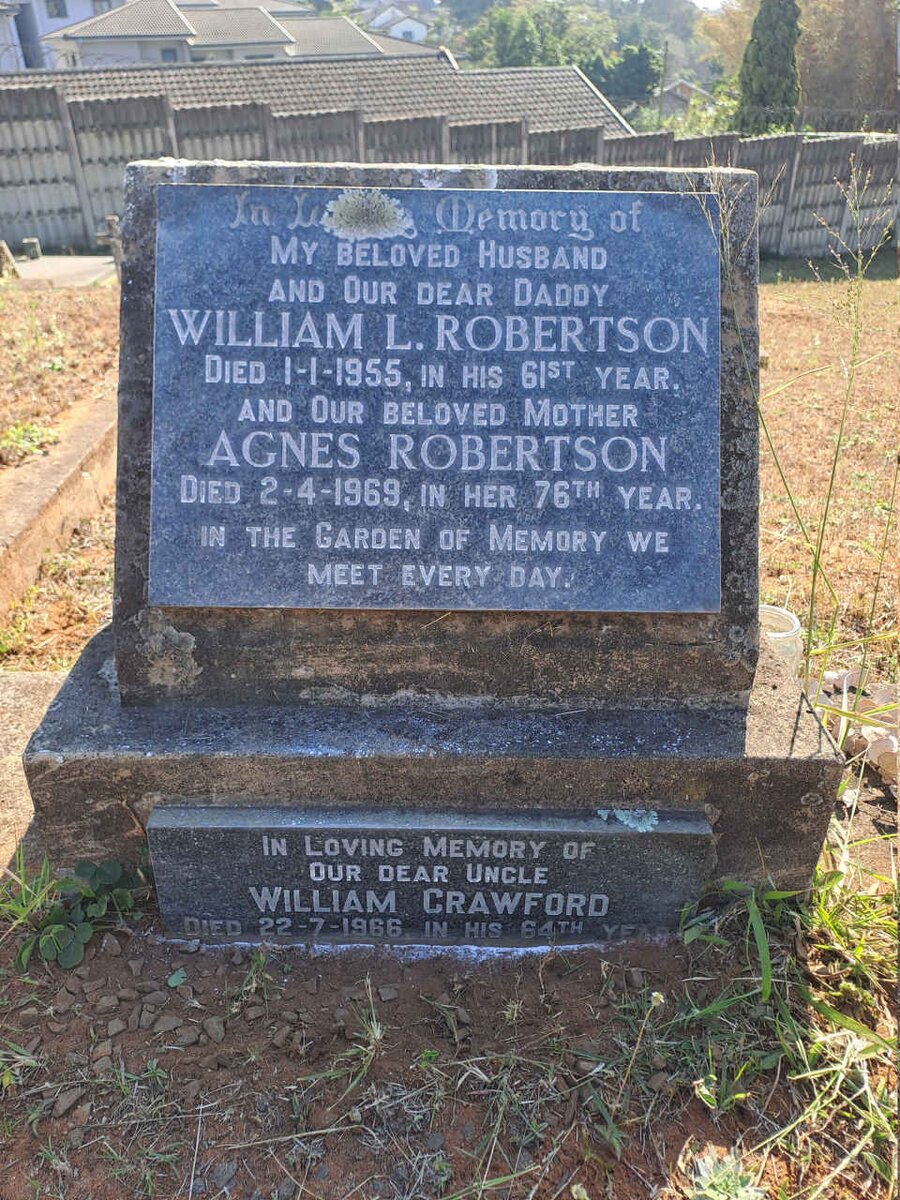 In Loving Memory of
MY BELOVED HUSBAND
AND OUR DEAR DADDY
WILLIAM L. ROBERTSON
DIED 1-1-1955, IN HIS 61ST YEAR.
AND OUR BELOVED MOTHER
AGNES ROBERTSON
DIED 2-4-1969, IN HER 76TH YEAR.
IN THE GARDEN OF MEMORY WE
MEET EVERY DAY.
IN LOVING MEMORY OF
OUR DEAR UNCLE
WILLIAM CRAWFORD
DIED 22-7-1966 IN HIS 64TH YEAR